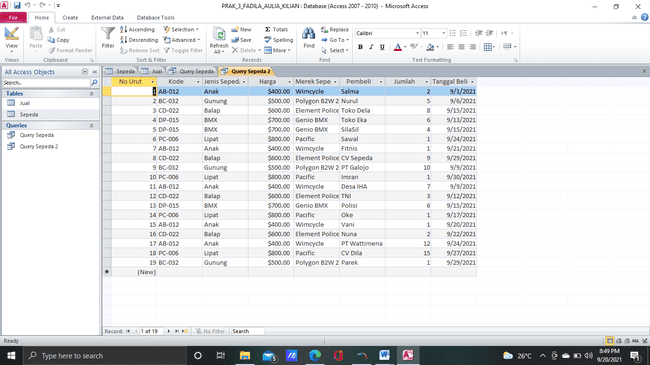 PRAK_3_FADILA_AULIA_KILIAN : Database (Access 2007 - 2010) - Microsoft Access
File Home Create External Data Database Tools
View Paste Cut Copy Format Painter Filter Ascending Descending Remove Sort Selection Advanced Toggle Filter Refresh All New Save Delete Totals Spelling More Find Replace Go To Select Calibri 11
Views Clipboard Sort & Filter Records Find Text Formatting
All Access Objects
Search..
Tables
Jual
Sepeda
Queries
Query Sepeda
Query Sepeda 2
Sepeda Jual Query Sepeda Query Sepeda 2
No Urut Kode Jenis Seped. Harga Merek Sepe Pembeli Jumlah Tanggal Beli
1 AB-012 Anak $400.00 Wimcycle Salma 2 9/1/2021
2 BC-032 Gunung $500.00 Polygon B2W 2 Nurul 5 9/6/2021
3 CD-022 Balap $600.00 Element Police Toko Dela 8 9/15/2021
4 DP-015 BMX $700.00 Genio BMX Toko Eka 6 9/13/2021
5 DP-015 BMX $700.00 Genio BMX SilaSil 4 9/15/2021
6 PC-006 Lipat $800.00 Pacific Sawal 1 9/24/2021
7 AB-012 Anak $400.00 Wimcycle Fitnis 1 9/21/2021
8 CD-022 Balap $600.00 Element Police CV Sepeda 9 9/29/2021
9 BC-032 Gunung $500.00 Polygon B2W 2 PT Galojo 10 9/9/2021
10 PC-006 Lipat $800.00 Pacific Imran 1 9/30/2021
11 AB-012 Anak $400.00 Wimcycle Desa IHA 7 9/9/2021
12 CD-022 Balap $600.00 Element Police TNI 3 9/12/2021
13 DP-015 BMX $700.00 Genio BMX Polisi 6 9/15/2021
14 PC-006 Lipat $800.00 Pacific Oke 1 9/17/2021
15 AB-012 Anak $400.00 Wimcycle Vani 1 9/20/2021
16 CD-022 Balap $600.00 Element Police Nuna 2 9/22/2021
17 AB-012 Anak $400.00 Wimcycle PT Wattimena 12 9/24/2021
18 PC-006 Lipat $800.00 Pacific CV Dila 15 9/27/2021
19 BC-032 Gunung $500.00 Polygon B2W 2 Parek 1 9/29/2021
(New)
Record: 1 of 19 No Filter Search
Ready
Type here to search 26°C 8:49 PM
9/20/2021